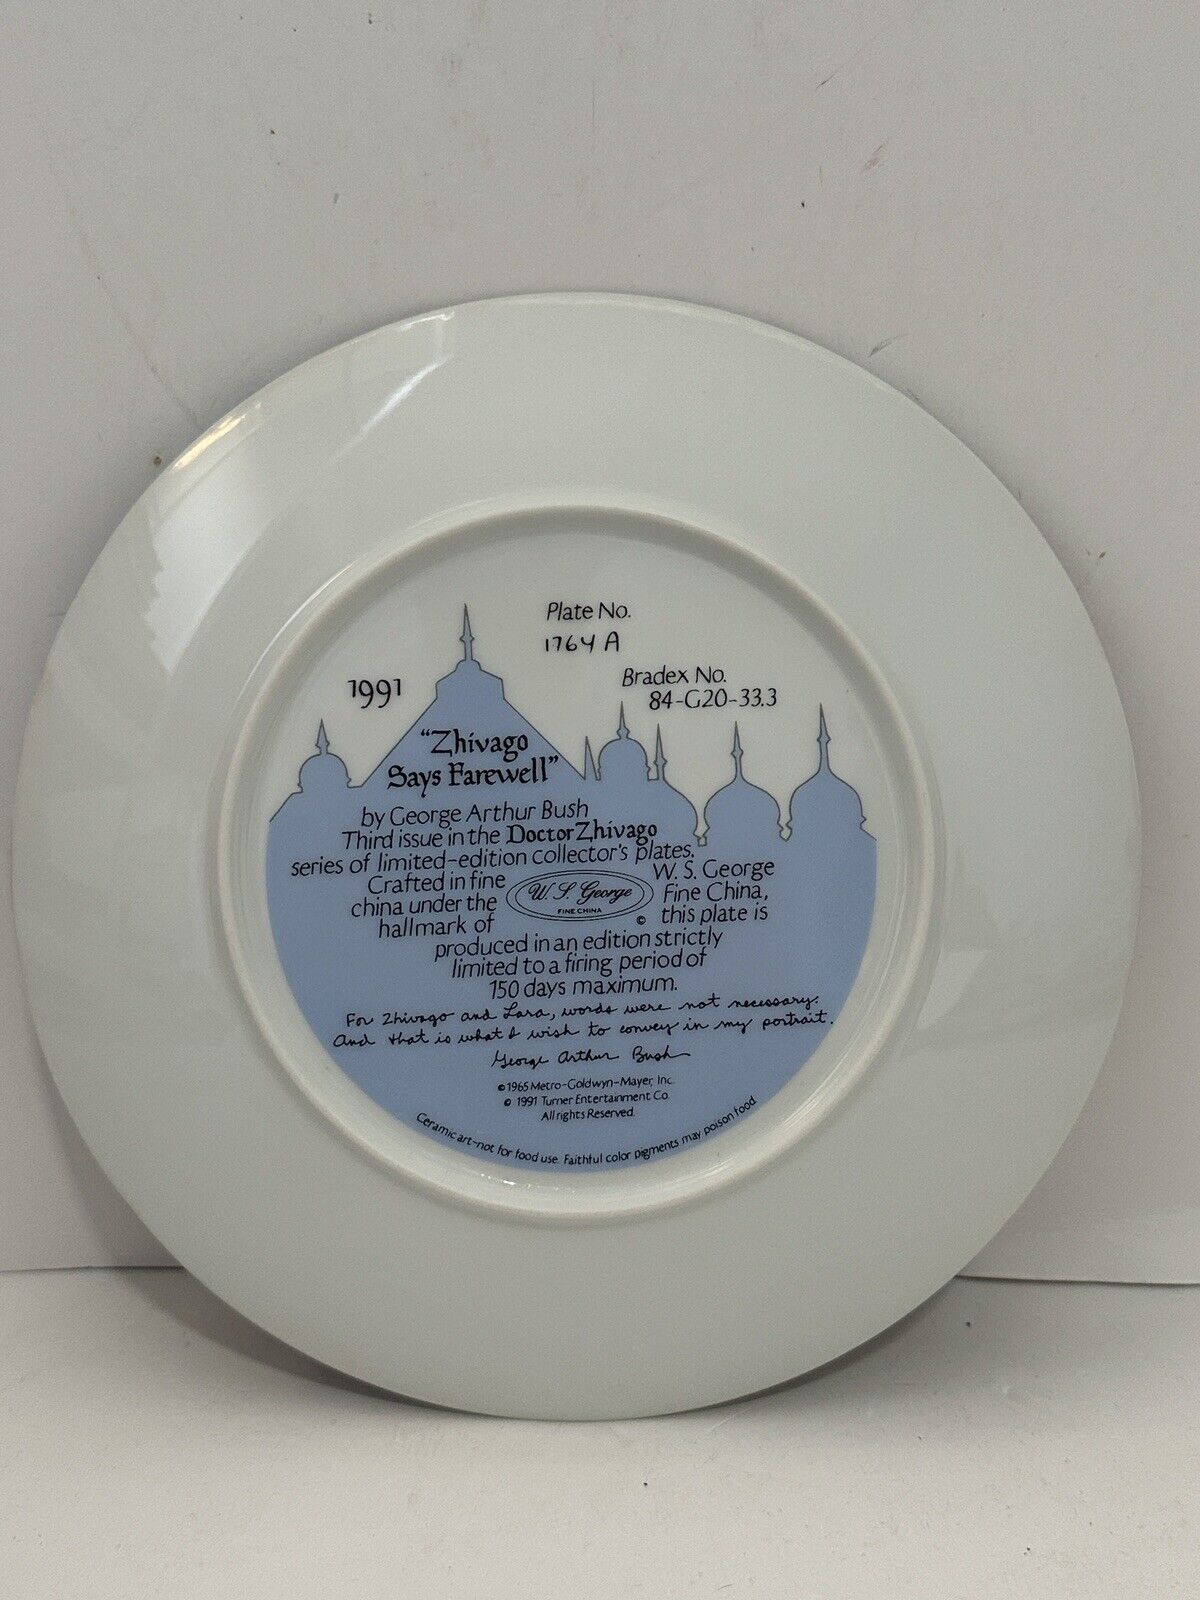 Plate No.
1764 A
1991
Bradex No.
84-G20-33.3
"Zhivago
Says Farewell"
by George Arthur Bush
Third issue in the Doctor Zhivago
series of limited-edition collector's plates.
Crafted in fine
china under the
hallmark of
W. S. George
FINE CHINA
©
W. S. George
Fine China,
this plate is
produced in an edition strictly
limited to a firing period of
150 days maximum.
For Zhivago and Lara, words were not necessary.
And that is what I wish to convey in my portrait.
George Arthur Bush
© 1965 Metro-Goldwyn-Mayer, Inc.
© 1991 Turner Entertainment Co.
All rights Reserved.
Ceramic art-not for food use. Faithful color pigments may poison food.